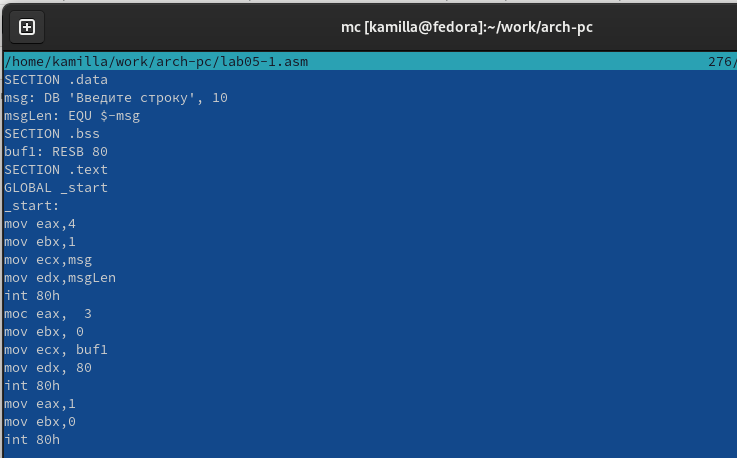 mc [kamilla@fedora]:~/work/arch-pc
/home/kamilla/work/arch-pc/lab05-1.asm 276/
SECTION .data
msg: DB 'Введите строку', 10
msgLen: EQU $-msg
SECTION .bss
buf1: RESB 80
SECTION .text
GLOBAL _start
_start:
mov eax,4
mov ebx,1
mov ecx,msg
mov edx,msgLen
int 80h
moc eax,  3
mov ebx, 0
mov ecx, buf1
mov edx, 80
int 80h
mov eax,1
mov ebx,0
int 80h